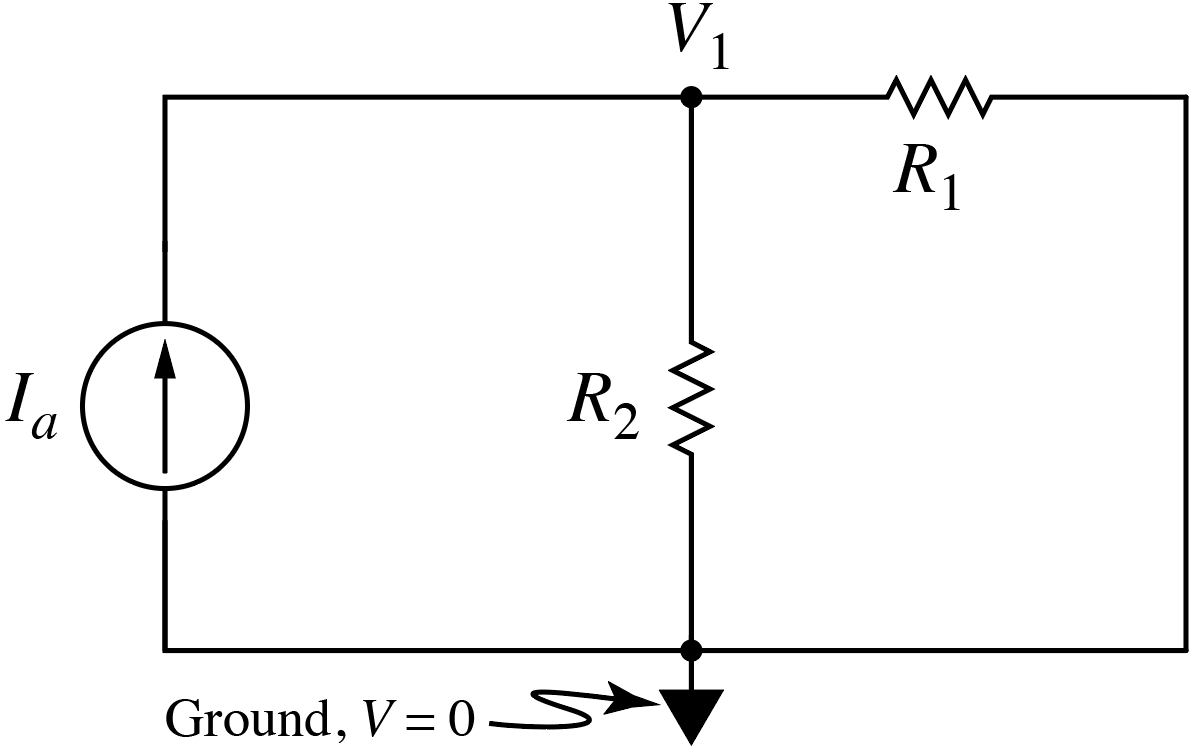 V₁
R₁
Iₐ
R₂
Ground, V = 0